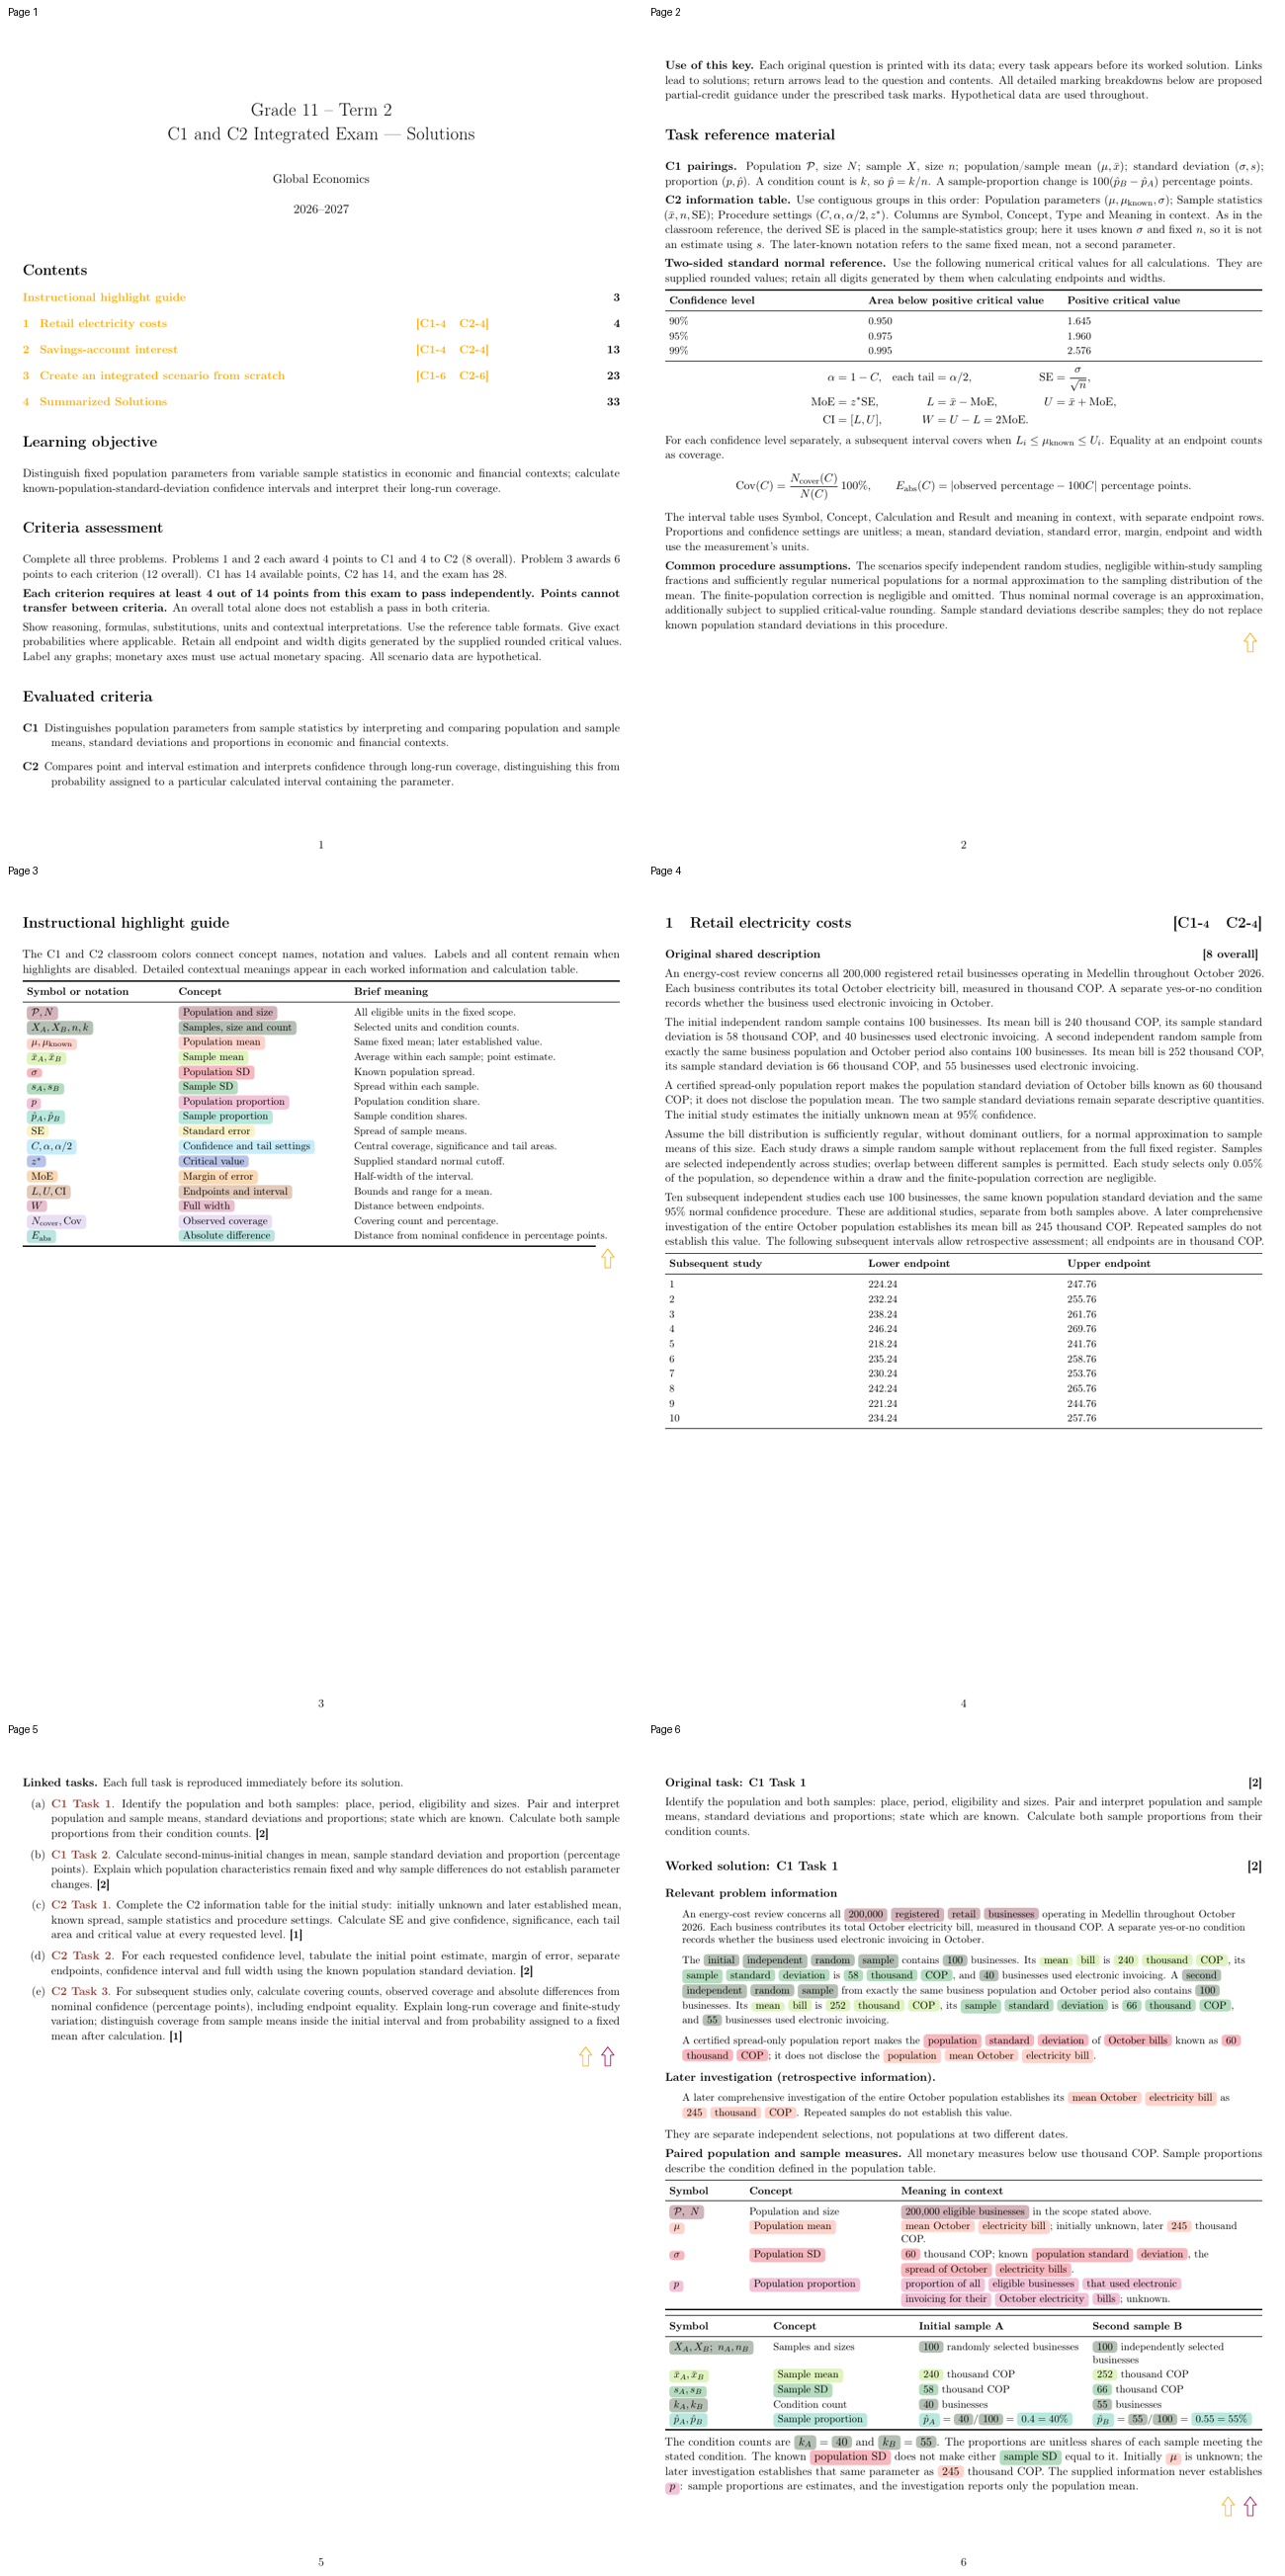 Page 1
Grade 11 – Term 2
C1 and C2 Integrated Exam — Solutions
Global Economics
2026–2027
Contents
Instructional highlight guide 3
1 Retail electricity costs [C1-4 C2-4] 4
2 Savings-account interest [C1-4 C2-4] 13
3 Create an integrated scenario from scratch [C1-6 C2-6] 23
4 Summarized Solutions 33
Learning objective
Distinguish fixed population parameters from variable sample statistics in economic and financial contexts; calculate
known-population-standard-deviation confidence intervals and interpret their long-run coverage.
Criteria assessment
Complete all three problems. Problems 1 and 2 each award 4 points to C1 and 4 to C2 (8 overall). Problem 3 awards 6
points to each criterion (12 overall). C1 has 14 available points, C2 has 14, and the exam has 28.
Each criterion requires at least 4 out of 14 points from this exam to pass independently. Points cannot
transfer between criteria. An overall total alone does not establish a pass in both criteria.
Show reasoning, formulas, substitutions, units and contextual interpretations. Use the reference table formats. Give exact
probabilities where applicable. Retain all endpoint and width digits generated by the supplied rounded critical values.
Label any graphs; monetary axes must use actual monetary spacing. All scenario data are hypothetical.
Evaluated criteria
C1 Distinguishes population parameters from sample statistics by interpreting and comparing population and sample
means, standard deviations and proportions in economic and financial contexts.
C2 Compares point and interval estimation and interprets confidence through long-run coverage, distinguishing this from
probability assigned to a particular calculated interval containing the parameter.
1
Page 2
Use of this key. Each original question is printed with its data; every task appears before its worked solution. Links
lead to solutions; return arrows lead to the question and contents. All detailed marking breakdowns below are proposed
partial-credit guidance under the prescribed task marks. Hypothetical data are used throughout.
Task reference material
C1 pairings. Population 𝒫, size N; sample X, size n; population/sample mean (μ, x̄); standard deviation (σ, s);
proportion (p, p̂). A condition count is k, so p̂ = k/n. A sample-proportion change is 100(p̂_B − p̂_A) percentage points.
C2 information table. Use contiguous groups in this order: Population parameters (μ, μ_known, σ); Sample statistics
(x̄, n, SE); Procedure settings (C, α, α/2, z*). Columns are Symbol, Concept, Type and Meaning in context. As in the
classroom reference, the derived SE is placed in the sample-statistics group; here it uses known σ and fixed n, so it is not
an estimate using s. The later-known notation refers to the same fixed mean, not a second parameter.
Two-sided standard normal reference. Use the following numerical critical values for all calculations. They are
supplied rounded values; retain all digits generated by them when calculating endpoints and widths.
Confidence level Area below positive critical value Positive critical value
90% 0.950 1.645
95% 0.975 1.960
99% 0.995 2.576
α = 1 − C, each tail = α/2, SE = σ/√n,
MoE = z*SE, L = x̄ − MoE, U = x̄ + MoE,
CI = [L, U], W = U − L = 2MoE.
For each confidence level separately, a subsequent interval covers when L_i ≤ μ_known ≤ U_i. Equality at an endpoint counts
as coverage.
Cov(C) = N_cover(C)/N(C) 100%, E_abs(C) = |observed percentage − 100C| percentage points.
The interval table uses Symbol, Concept, Calculation and Result and meaning in context, with separate endpoint rows.
Proportions and confidence settings are unitless; a mean, standard deviation, standard error, margin, endpoint and width
use the measurement's units.
Common procedure assumptions. The scenarios specify independent random studies, negligible within-study sampling
fractions and sufficiently regular numerical populations for a normal approximation to the sampling distribution of the
mean. The finite-population correction is negligible and omitted. Thus nominal normal coverage is an approximation,
additionally subject to supplied critical-value rounding. Sample standard deviations describe samples; they do not replace
known population standard deviations in this procedure.
2
Page 3
Instructional highlight guide
The C1 and C2 classroom colors connect concept names, notation and values. Labels and all content remain when
highlights are disabled. Detailed contextual meanings appear in each worked information and calculation table.
Symbol or notation Concept Brief meaning
𝒫, N Population and size All eligible units in the fixed scope.
X_A, X_B, n, k Samples, size and count Selected units and condition counts.
μ, μ_known Population mean Same fixed mean; later established value.
x̄_A, x̄_B Sample mean Average within each sample; point estimate.
σ Population SD Known population spread.
s_A, s_B Sample SD Spread within each sample.
p Population proportion Population condition share.
p̂_A, p̂_B Sample proportion Sample condition shares.
SE Standard error Spread of sample means.
C, α, α/2 Confidence and tail settings Central coverage, significance and tail areas.
z* Critical value Supplied standard normal cutoff.
MoE Margin of error Half-width of the interval.
L, U, CI Endpoints and interval Bounds and range for a mean.
W Full width Distance between endpoints.
N_cover, Cov Observed coverage Covering count and percentage.
E_abs Absolute difference Distance from nominal confidence in percentage points.
3
Page 4
1 Retail electricity costs [C1-4 C2-4]
Original shared description [8 overall]
An energy-cost review concerns all 200,000 registered retail businesses operating in Medellin throughout October 2026.
Each business contributes its total October electricity bill, measured in thousand COP. A separate yes-or-no condition
records whether the business used electronic invoicing in October.
The initial independent random sample contains 100 businesses. Its mean bill is 240 thousand COP, its sample standard
deviation is 58 thousand COP, and 40 businesses used electronic invoicing. A second independent random sample from
exactly the same business population and October period also contains 100 businesses. Its mean bill is 252 thousand COP,
its sample standard deviation is 66 thousand COP, and 55 businesses used electronic invoicing.
A certified spread-only population report makes the population standard deviation of October bills known as 60 thousand
COP; it does not disclose the population mean. The two sample standard deviations remain separate descriptive quantities.
The initial study estimates the initially unknown mean at 95% confidence.
Assume the bill distribution is sufficiently regular, without dominant outliers, for a normal approximation to sample
means of this size. Each study draws a simple random sample without replacement from the full fixed register. Samples
are selected independently across studies; overlap between different samples is permitted. Each study selects only 0.05%
of the population, so dependence within a draw and the finite-population correction are negligible.
Ten subsequent independent studies each use 100 businesses, the same known population standard deviation and the same
95% normal confidence procedure. These are additional studies, separate from both samples above. A later comprehensive
investigation of the entire October population establishes its mean bill as 245 thousand COP. Repeated samples do not
establish this value. The following subsequent intervals allow retrospective assessment; all endpoints are in thousand COP.
Subsequent study Lower endpoint Upper endpoint
1 224.24 247.76
2 232.24 255.76
3 238.24 261.76
4 246.24 269.76
5 218.24 241.76
6 235.24 258.76
7 230.24 253.76
8 242.24 265.76
9 221.24 244.76
10 234.24 257.76
4
Page 5
Linked tasks. Each full task is reproduced immediately before its solution.
(a) C1 Task 1. Identify the population and both samples: place, period, eligibility and sizes. Pair and interpret
population and sample means, standard deviations and proportions; state which are known. Calculate both sample
proportions from their condition counts. [2]
(b) C1 Task 2. Calculate second-minus-initial changes in mean, sample standard deviation and proportion (percentage
points). Explain which population characteristics remain fixed and why sample differences do not establish parameter
changes. [2]
(c) C2 Task 1. Complete the C2 information table for the initial study: initially unknown and later established mean,
known spread, sample statistics and procedure settings. Calculate SE and give confidence, significance, each tail
area and critical value at every requested level. [1]
(d) C2 Task 2. For each requested confidence level, tabulate the initial point estimate, margin of error, separate
endpoints, confidence interval and full width using the known population standard deviation. [2]
(e) C2 Task 3. For subsequent studies only, calculate covering counts, observed coverage and absolute differences from
nominal confidence (percentage points), including endpoint equality. Explain long-run coverage and finite-study
variation; distinguish coverage from sample means inside the initial interval and from probability assigned to a fixed
mean after calculation. [1]
5
Page 6
Original task: C1 Task 1 [2]
Identify the population and both samples: place, period, eligibility and sizes. Pair and interpret population and sample
means, standard deviations and proportions; state which are known. Calculate both sample proportions from their
condition counts.
Worked solution: C1 Task 1 [2]
Relevant problem information
An energy-cost review concerns all 200,000 registered retail businesses operating in Medellin throughout October
2026. Each business contributes its total October electricity bill, measured in thousand COP. A separate yes-or-no condition
records whether the business used electronic invoicing in October.
The initial independent random sample contains 100 businesses. Its mean bill is 240 thousand COP, its
sample standard deviation is 58 thousand COP, and 40 businesses used electronic invoicing. A second
independent random sample from exactly the same business population and October period also contains 100
businesses. Its mean bill is 252 thousand COP, its sample standard deviation is 66 thousand COP,
and 55 businesses used electronic invoicing.
A certified spread-only population report makes the population standard deviation of October bills known as 60
thousand COP; it does not disclose the population mean October electricity bill.
Later investigation (retrospective information).
A later comprehensive investigation of the entire October population establishes its mean October electricity bill as
245 thousand COP. Repeated samples do not establish this value.
They are separate independent selections, not populations at two different dates.
Paired population and sample measures. All monetary measures below use thousand COP. Sample proportions
describe the condition defined in the population table.
Symbol Concept Meaning in context
𝒫, N Population and size 200,000 eligible businesses in the scope stated above.
μ Population mean mean October electricity bill; initially unknown, later 245 thousand
COP.
σ Population SD 60 thousand COP; known population standard deviation, the
spread of October electricity bills.
p Population proportion proportion of all eligible businesses that used electronic
invoicing for their October electricity bills; unknown.
Symbol Concept Initial sample A Second sample B
X_A, X_B; n_A, n_B Samples and sizes 100 randomly selected businesses 100 independently selected
businesses
x̄_A, x̄_B Sample mean 240 thousand COP 252 thousand COP
s_A, s_B Sample SD 58 thousand COP 66 thousand COP
k_A, k_B Condition count 40 businesses 55 businesses
p̂_A, p̂_B Sample proportion p̂_A = 40/100 = 0.4 = 40% p̂_B = 55/100 = 0.55 = 55%
The condition counts are k_A = 40 and k_B = 55. The proportions are unitless shares of each sample meeting the
stated condition. The known population SD does not make either sample SD equal to it. Initially μ is unknown; the
later investigation establishes that same parameter as 245 thousand COP. The supplied information never establishes
p: sample proportions are estimates, and the investigation reports only the population mean.
6